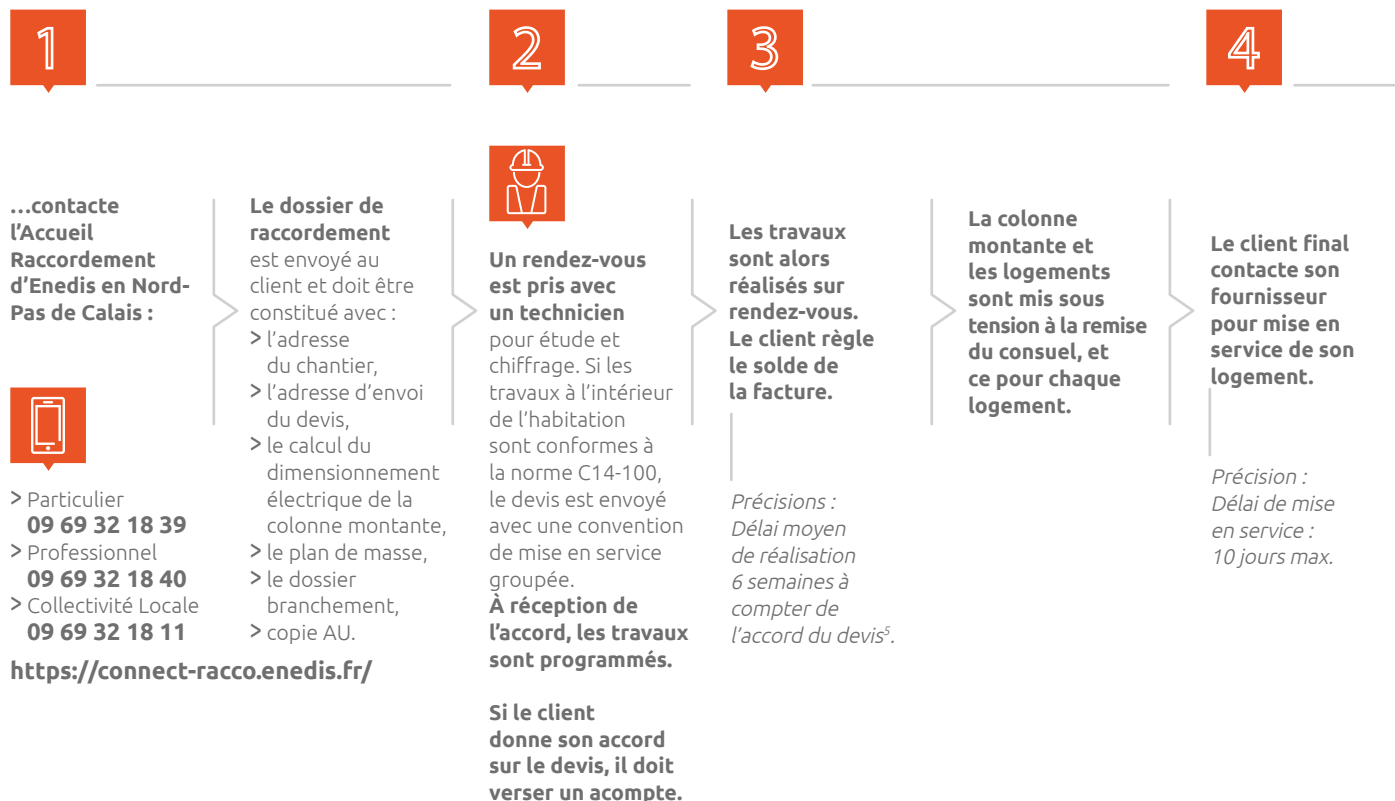 1
…contacte
l’Accueil
Raccordement
d’Enedis en Nord-
Pas de Calais :
> Particulier
09 69 32 18 39
> Professionnel
09 69 32 18 40
> Collectivité Locale
09 69 32 18 11
https://connect-racco.enedis.fr/
Le dossier de
raccordement
est envoyé au
client et doit être
constitué avec :
> l’adresse
du chantier,
> l’adresse d’envoi
du devis,
> le calcul du
dimensionnement
électrique de la
colonne montante,
> le plan de masse,
> le dossier
branchement,
> copie AU.
2
Un rendez-vous
est pris avec
un technicien
pour étude et
chiffrage. Si les
travaux à l’intérieur
de l’habitation
sont conformes à
la norme C14-100,
le devis est envoyé
avec une convention
de mise en service
groupée.
À réception de
l’accord, les travaux
sont programmés.
Si le client
donne son accord
sur le devis, il doit
verser un acompte.
3
Les travaux
sont alors
réalisés sur
rendez-vous.
Le client règle
le solde de
la facture.
Précisions :
Délai moyen
de réalisation
6 semaines à
compter de
l’accord du devis⁵.
La colonne
montante et
les logements
sont mis sous
tension à la remise
du consuel, et
ce pour chaque
logement.
4
Le client final
contacte son
fournisseur
pour mise en
service de son
logement.
Précision :
Délai de mise
en service :
10 jours max.